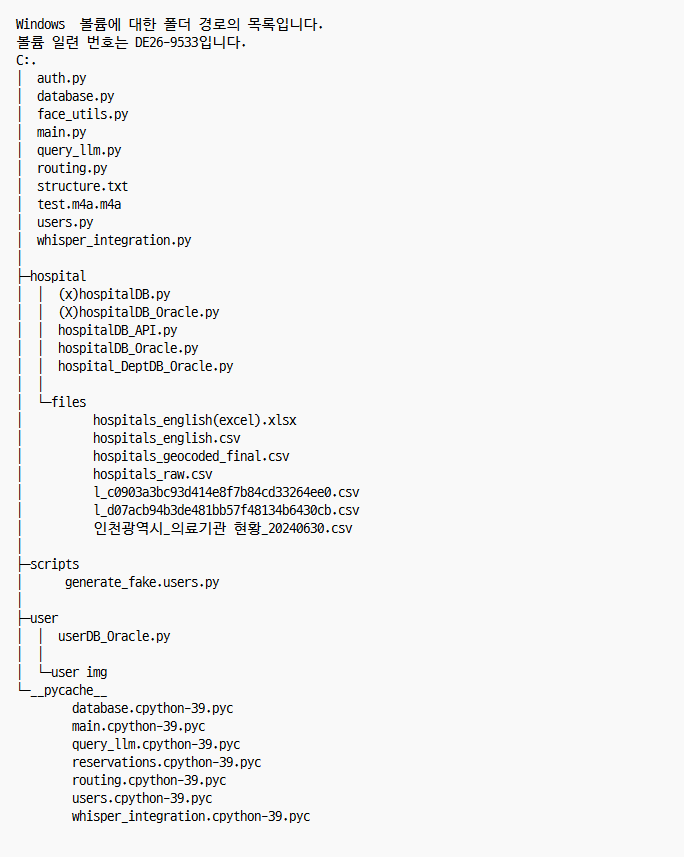 Windows 볼륨에 대한 폴더 경로의 목록입니다.
볼륨 일련 번호는 DE26-9533입니다.
C:.
│  auth.py
│  database.py
│  face_utils.py
│  main.py
│  query_llm.py
│  routing.py
│  structure.txt
│  test.m4a.m4a
│  users.py
│  whisper_integration.py
│
├─hospital
│  │  (x)hospitalDB.py
│  │  (X)hospitalDB_Oracle.py
│  │  hospitalDB_API.py
│  │  hospitalDB_Oracle.py
│  │  hospital_DeptDB_Oracle.py
│  │
│  └─files
│          hospitals_english(excel).xlsx
│          hospitals_english.csv
│          hospitals_geocoded_final.csv
│          hospitals_raw.csv
│          l_c0903a3bc93d414e8f7b84cd33264ee0.csv
│          l_d07acb94b3de481bb57f48134b6430cb.csv
│          인천광역시_의료기관 현황_20240630.csv
│
├─scripts
│      generate_fake.users.py
│
├─user
│  │  userDB_Oracle.py
│  │
│  └─user img
└─__pycache__
        database.cpython-39.pyc
        main.cpython-39.pyc
        query_llm.cpython-39.pyc
        reservations.cpython-39.pyc
        routing.cpython-39.pyc
        users.cpython-39.pyc
        whisper_integration.cpython-39.pyc